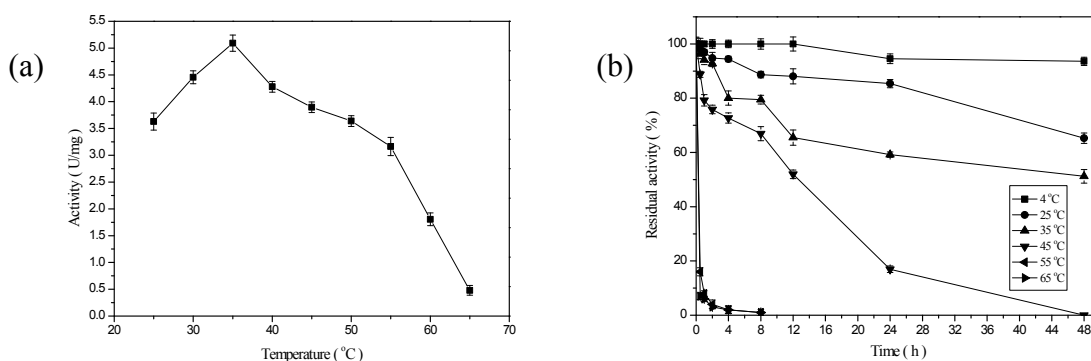 (a)
5.5
5.0
4.5
4.0
3.5
3.0
2.5
2.0
1.5
1.0
0.5
0.0
Activity ( U/mg)
20 30 40 50 60 70
Temperature ( °C)
(b)
100
80
60
40
20
0
Residual activity ( %)
0 4 8 12 16 20 24 28 32 36 40 44 48
Time ( h )
4 °C
25 °C
35 °C
45 °C
55 °C
65 °C